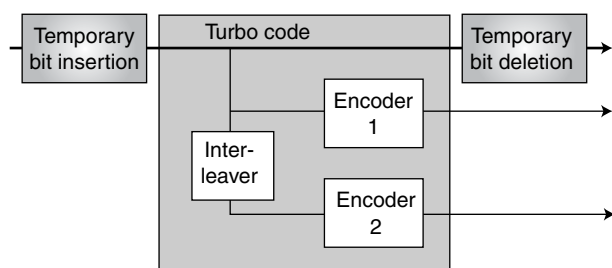 Temporary
bit insertion
Turbo code
Temporary
bit deletion
Encoder
1
Inter-
leaver
Encoder
2